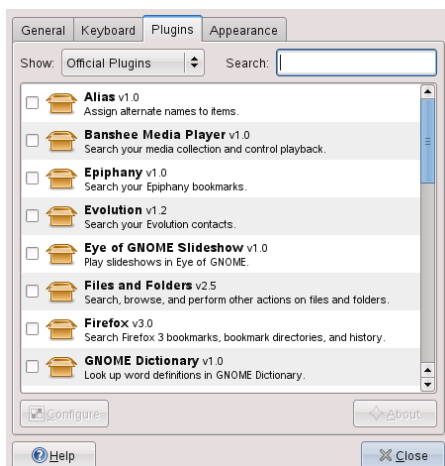 General Keyboard Plugins Appearance
Show: Official Plugins Search:
Alias v1.0
Assign alternate names to items.
Banshee Media Player v1.0
Search your media collection and control playback.
Epiphany v1.0
Search your Epiphany bookmarks.
Evolution v1.2
Search your Evolution contacts.
Eye of GNOME Slideshow v1.0
Play slideshows in Eye of GNOME.
Files and Folders v2.5
Search, browse, and perform other actions on files and folders.
Firefox v3.0
Search Firefox 3 bookmarks, bookmark directories, and history.
GNOME Dictionary v1.0
Look up word definitions in GNOME Dictionary.
Configure About
Help Close